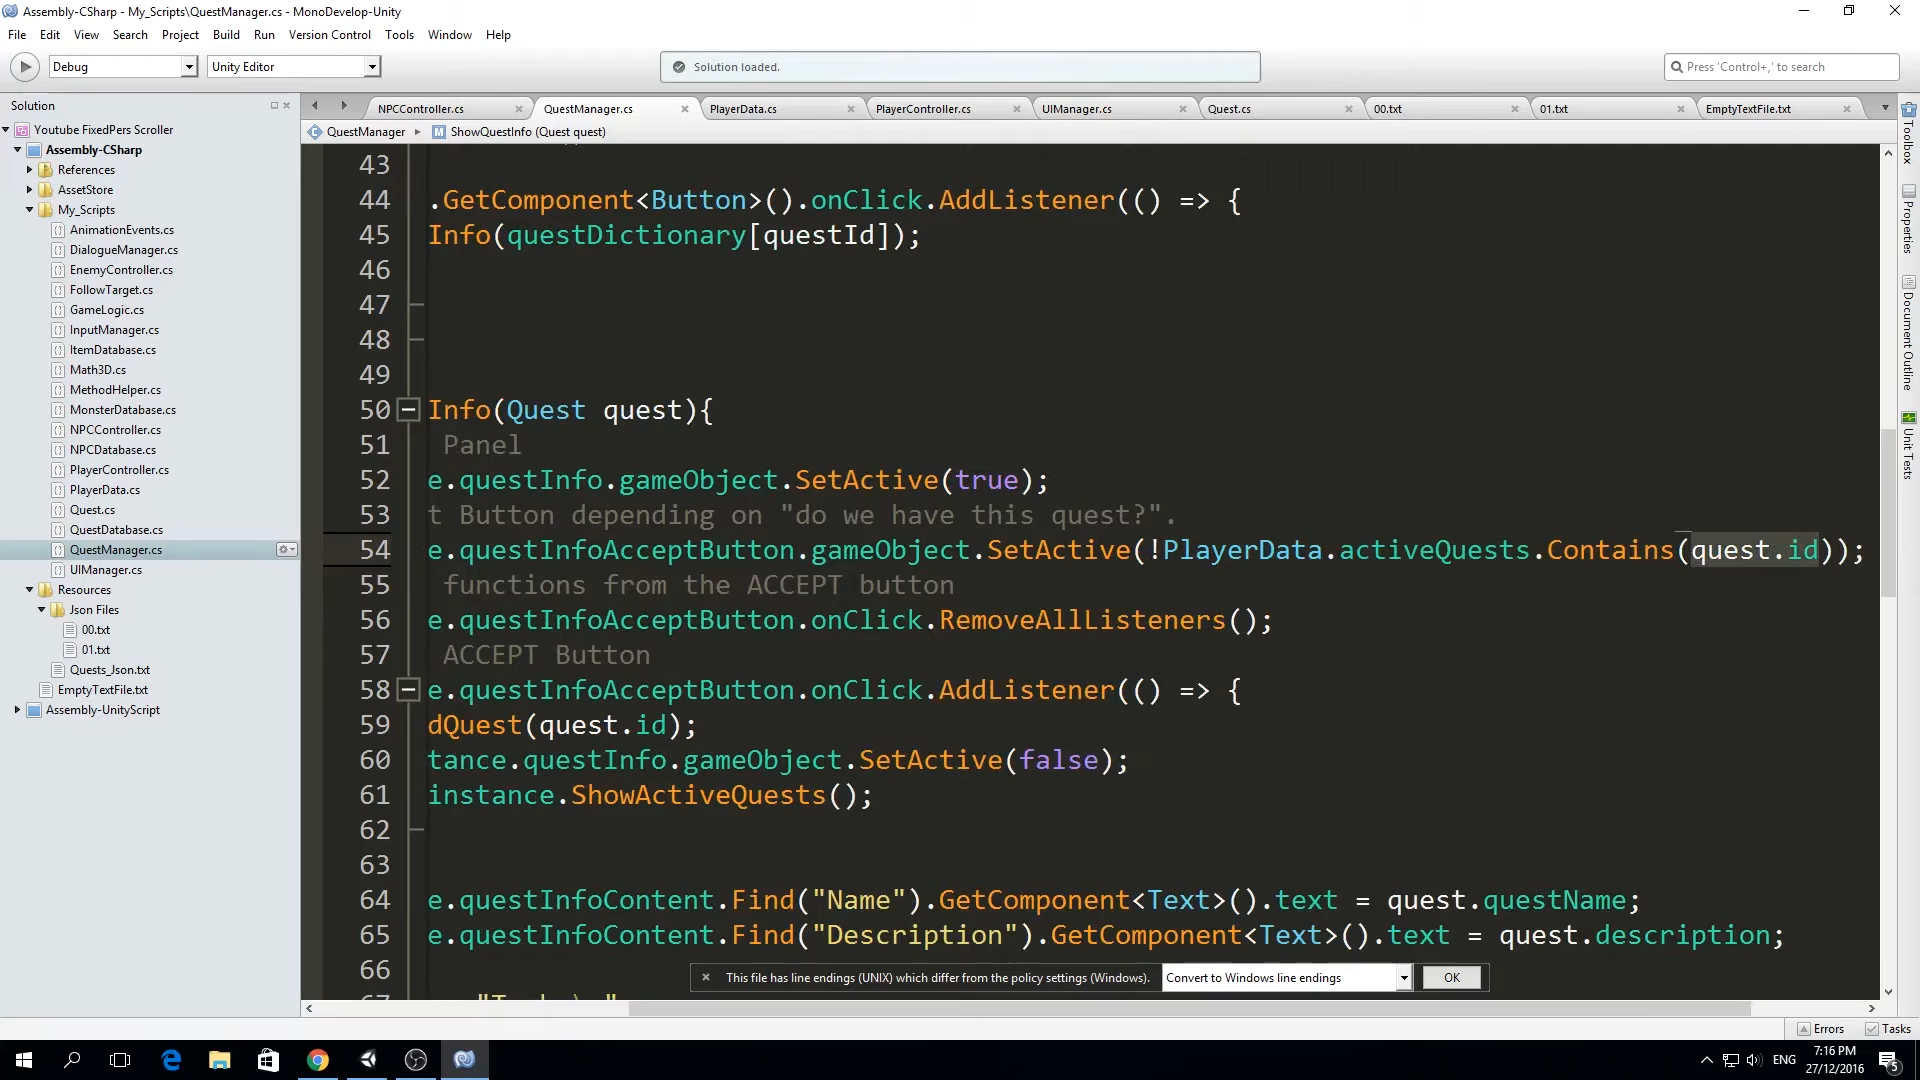 Assembly-CSharp - My_Scripts\QuestManager.cs - MonoDevelop-Unity
File Edit View Search Project Build Run Version Control Tools Window Help
Debug
Unity Editor
Solution loaded.
Press 'Control+,' to search
Solution
Youtube FixedPers Scroller
Assembly-CSharp
References
AssetStore
My_Scripts
AnimationEvents.cs
DialogueManager.cs
EnemyController.cs
FollowTarget.cs
GameLogic.cs
InputManager.cs
ItemDatabase.cs
Math3D.cs
MethodHelper.cs
MonsterDatabase.cs
NPCController.cs
NPCDatabase.cs
PlayerController.cs
PlayerData.cs
Quest.cs
QuestDatabase.cs
QuestManager.cs
UIManager.cs
Resources
Json Files
00.txt
01.txt
Quests_Json.txt
EmptyTextFile.txt
Assembly-UnityScript
NPCController.cs QuestManager.cs PlayerData.cs PlayerController.cs UIManager.cs Quest.cs 00.txt 01.txt EmptyTextFile.txt
QuestManager ShowQuestInfo (Quest quest)
43
44 .GetComponent<Button>().onClick.AddListener(() => {
45 Info(questDictionary[questId]);
46
47
48
49
50 Info(Quest quest){
51 Panel
52 e.questInfo.gameObject.SetActive(true);
53 t Button depending on "do we have this quest?".
54 e.questInfoAcceptButton.gameObject.SetActive(!PlayerData.activeQuests.Contains(quest.id));
55 functions from the ACCEPT button
56 e.questInfoAcceptButton.onClick.RemoveAllListeners();
57 ACCEPT Button
58 e.questInfoAcceptButton.onClick.AddListener(() => {
59 dQuest(quest.id);
60 tance.questInfo.gameObject.SetActive(false);
61 instance.ShowActiveQuests();
62
63
64 e.questInfoContent.Find("Name").GetComponent<Text>().text = quest.questName;
65 e.questInfoContent.Find("Description").GetComponent<Text>().text = quest.description;
66
This file has line endings (UNIX) which differ from the policy settings (Windows). Convert to Windows line endings OK
Toolbox
Properties
Document Outline
Unit Tests
Errors Tasks
ENG
7:16 PM
27/12/2016
5